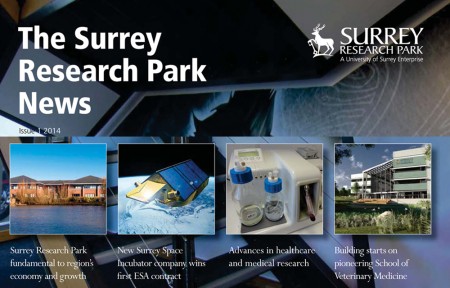 The Surrey
Research Park
News
Issue 1 2014
SURREY
RESEARCH PARK
A University of Surrey Enterprise
Surrey Research Park
fundamental to region's
economy and growth
New Surrey Space
Incubator company wins
first ESA contract
Advances in healthcare
and medical research
Building starts on
pioneering School of
Veterinary Medicine